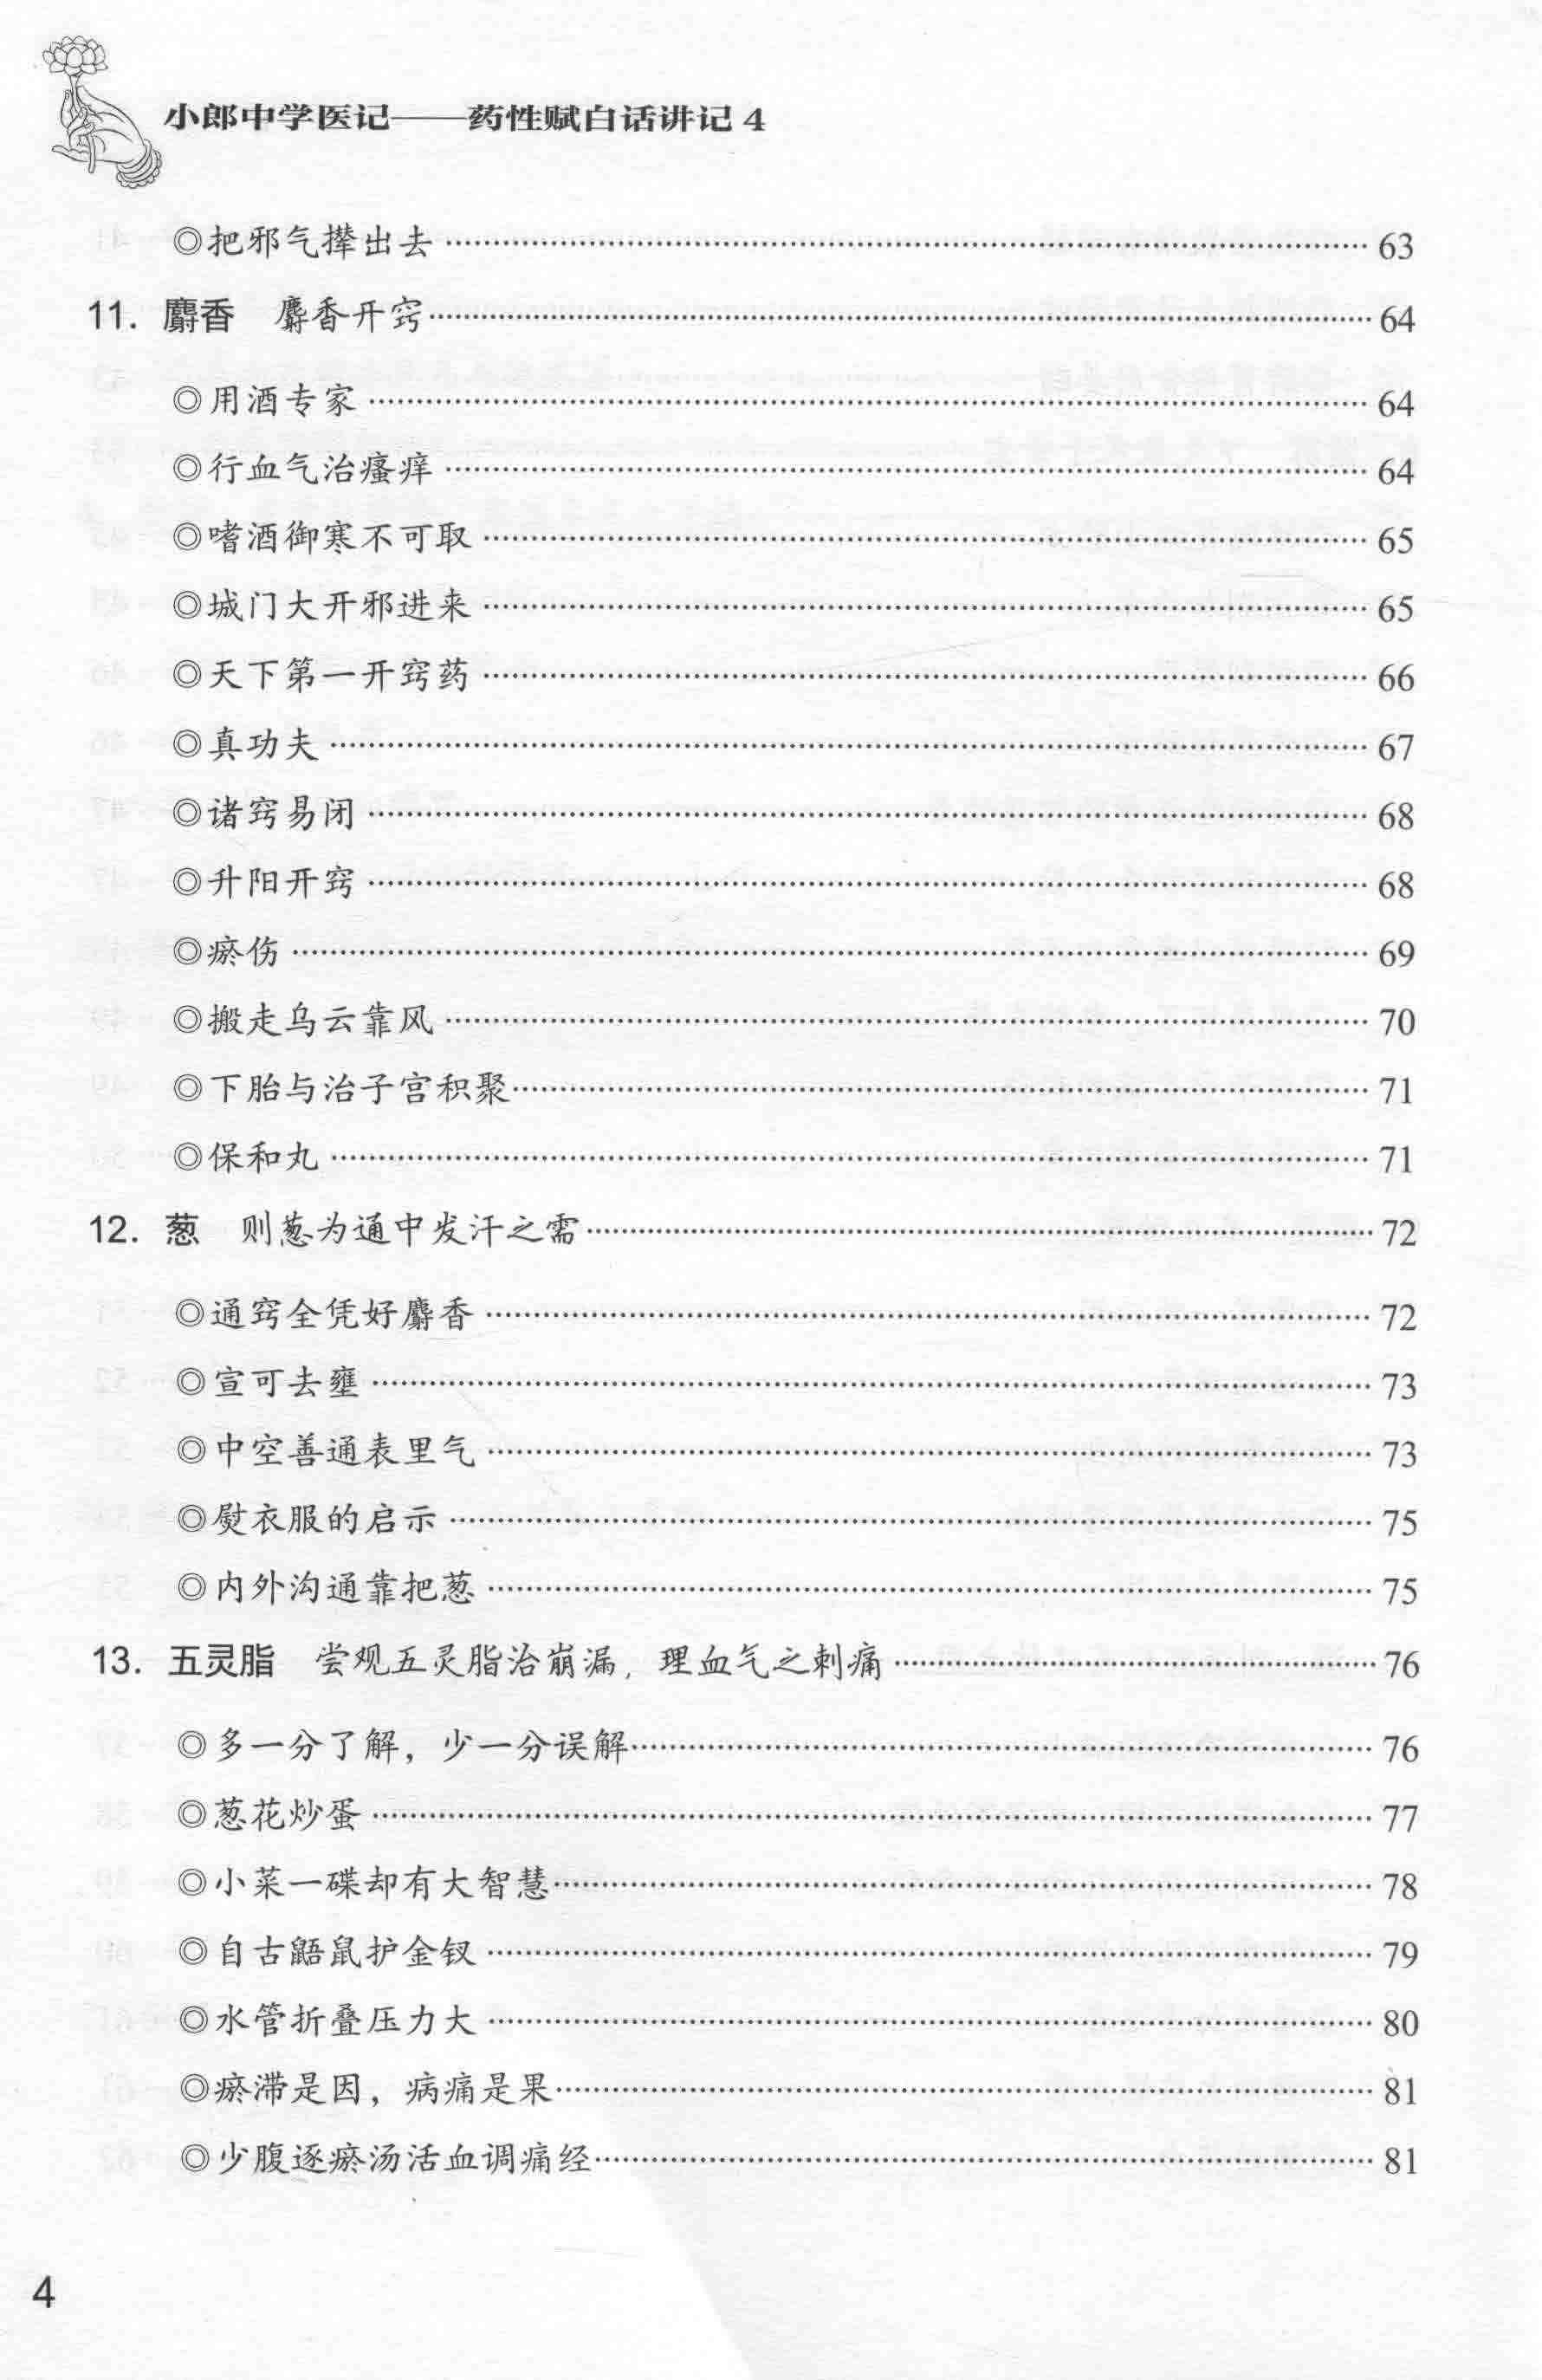 小郎中学医记——药性赋白话讲记4
◎把邪气撵出去……63
11. 麝香 麝香开窍……64
◎用酒专家……64
◎行血气治瘙痒……64
◎嗜酒御寒不可取……65
◎城门大开邪进来……65
◎天下第一开窍药……66
◎真功夫……67
◎诸窍易闭……68
◎升阳开窍……68
◎瘀伤……69
◎搬走乌云靠风……70
◎下胎与治子宫积聚……71
◎保和丸……71
12. 葱 则葱为通中发汗之需……72
◎通窍全凭好麝香……72
◎宣可去壅……73
◎中空善通表里气……73
◎熨衣服的启示……75
◎内外沟通靠把葱……75
13. 五灵脂 尝观五灵脂治崩漏，理血气之刺痛……76
◎多一分了解，少一分误解……76
◎葱花炒蛋……77
◎小菜一碟却有大智慧……78
◎自古鼯鼠护金钗……79
◎水管折叠压力大……80
◎瘀滞是因，病痛是果……81
◎少腹逐瘀汤活血调痛经……81
4